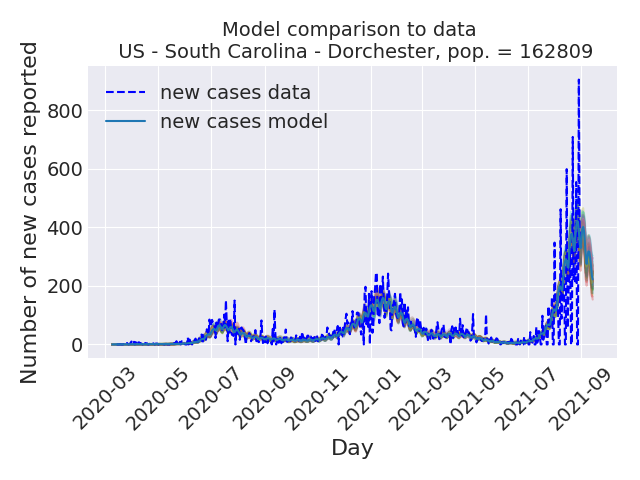 Model comparison to data
US - South Carolina - Dorchester, pop. = 162809
new cases data
new cases model
Number of new cases reported
800
600
400
200
0
2020-03
2020-05
2020-07
2020-09
2020-11
2021-01
2021-03
2021-05
2021-07
2021-09
Day